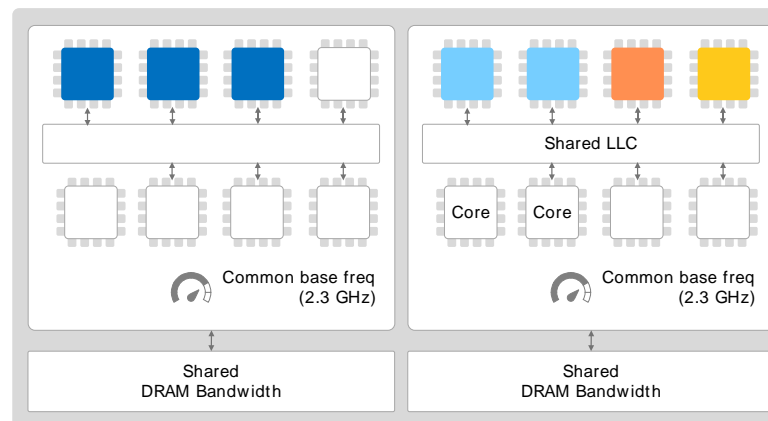 Shared LLC
Core
Core
Common base freq
(2.3 GHz)
Common base freq
(2.3 GHz)
Shared
DRAM Bandwidth
Shared
DRAM Bandwidth